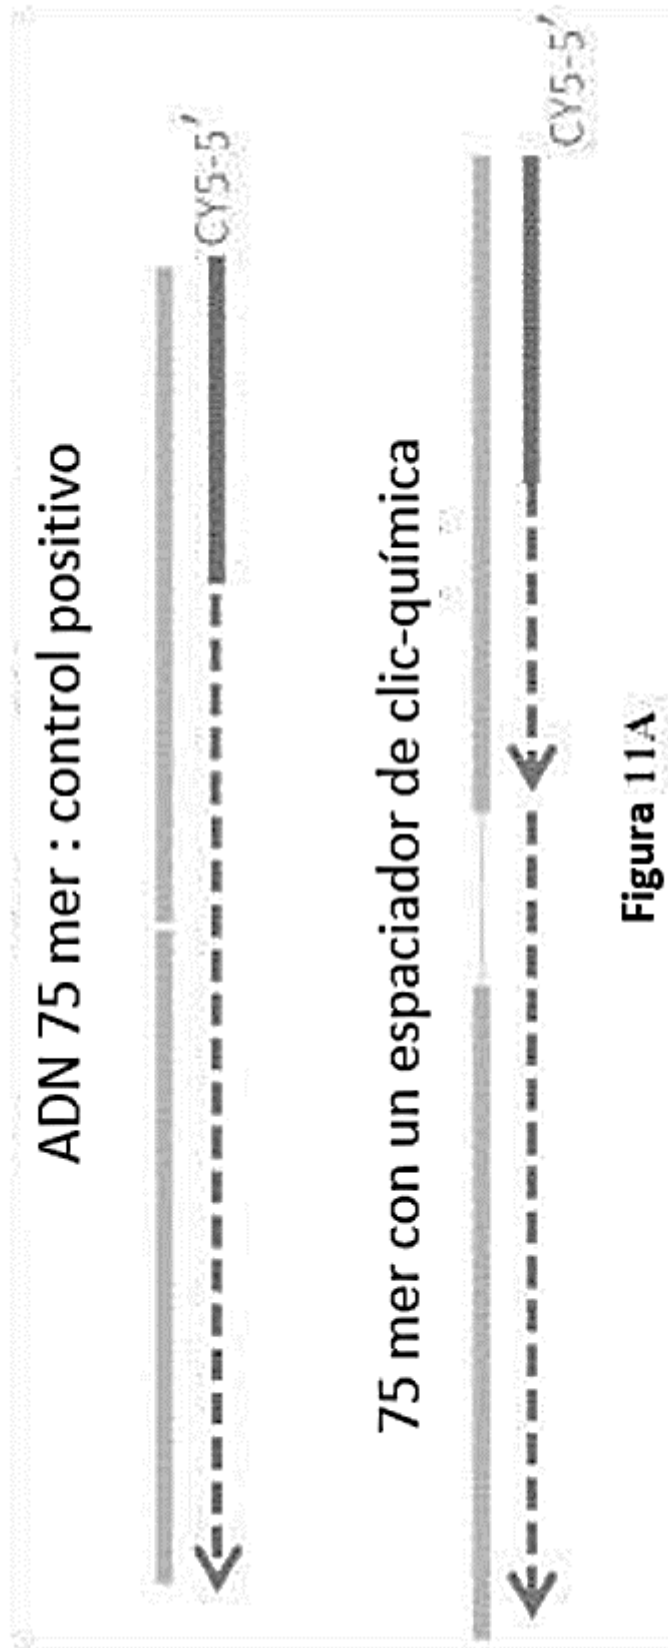 ADN 75 mer : control positivo
CY5-5’
75 mer con un espaciador de clic-química
CY5-5’
Figura 11A